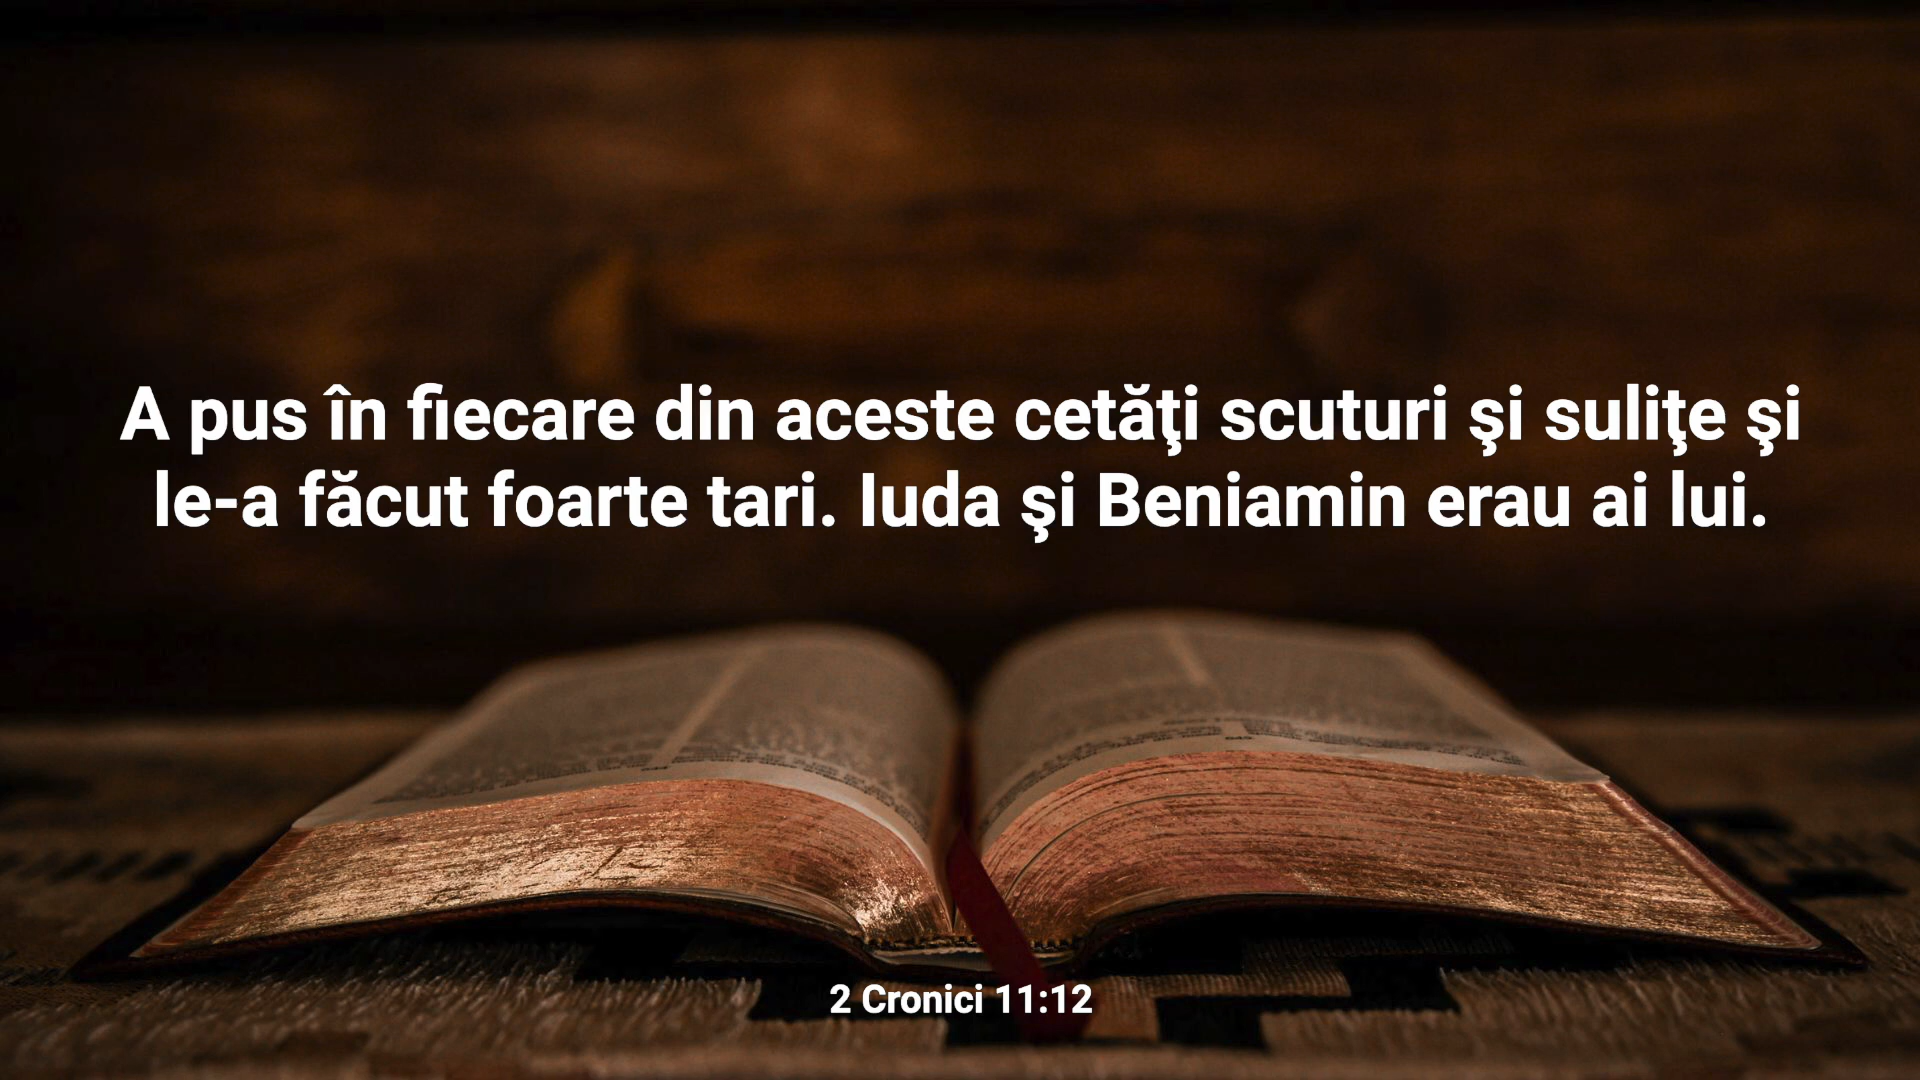 A pus în fiecare din aceste cetăţi scuturi şi suliţe şi
le-a făcut foarte tari. Iuda şi Beniamin erau ai lui.
2 Cronici 11:12